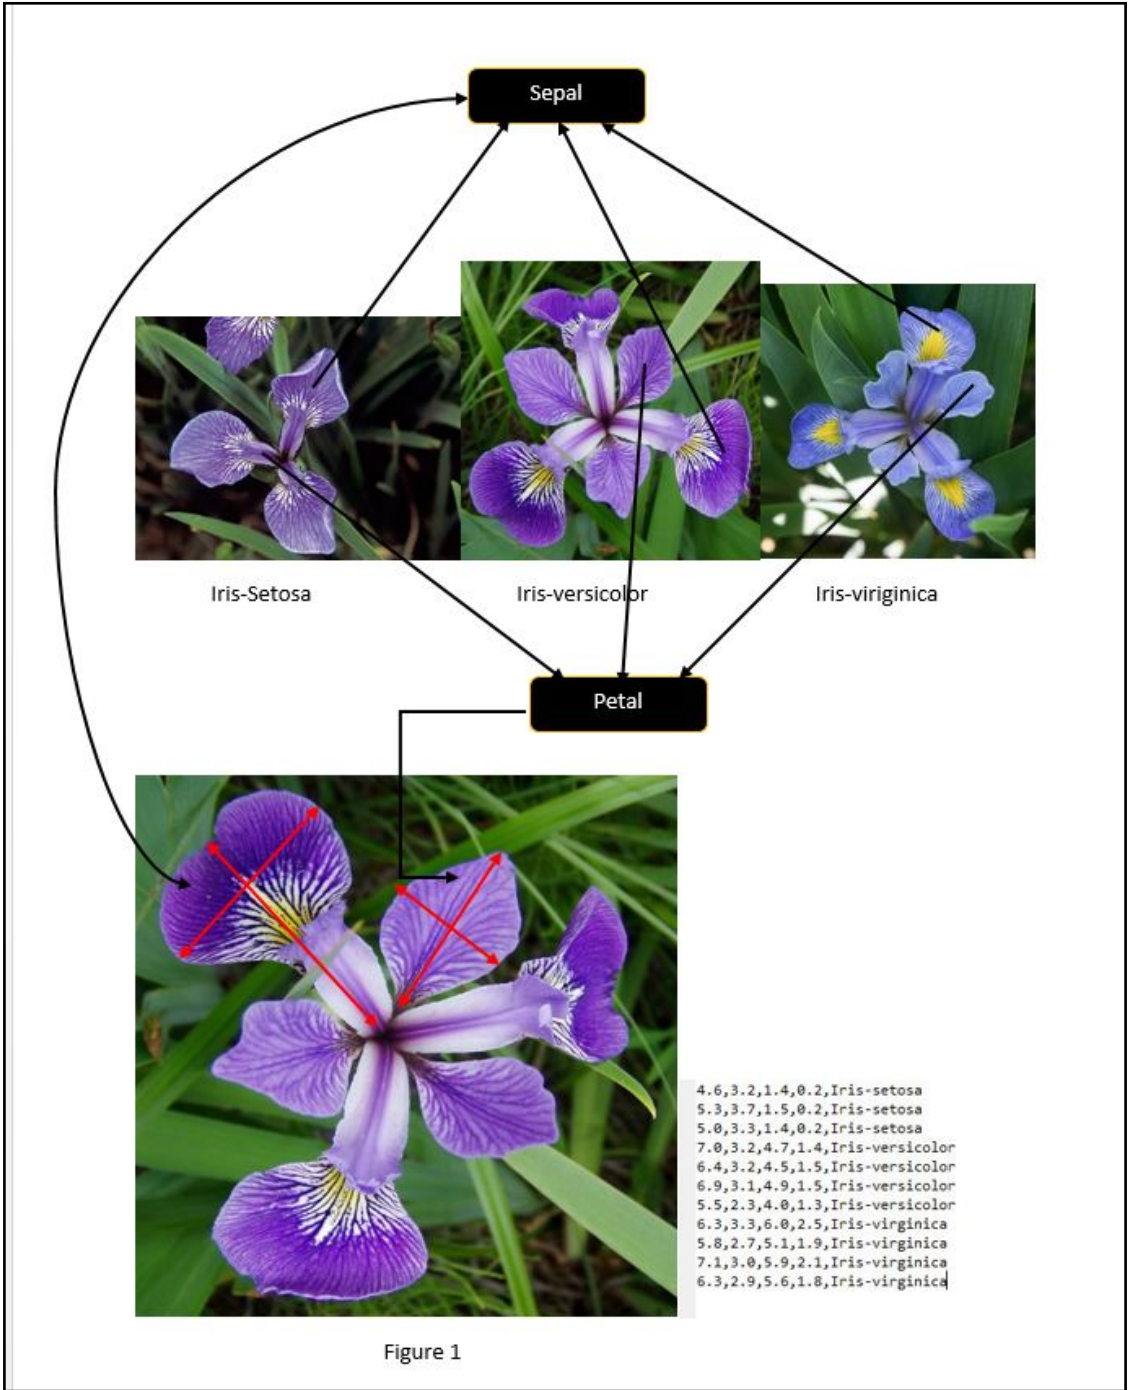 Sepal
Iris-Setosa
Iris-versicolor
Iris-viriginica
Petal
4.6,3.2,1.4,0.2,Iris-setosa
5.3,3.7,1.5,0.2,Iris-setosa
5.0,3.3,1.4,0.2,Iris-setosa
7.0,3.2,4.7,1.4,Iris-versicolor
6.4,3.2,4.5,1.5,Iris-versicolor
6.9,3.1,4.9,1.5,Iris-versicolor
5.5,2.3,4.0,1.3,Iris-versicolor
6.3,3.3,6.0,2.5,Iris-virginica
5.8,2.7,5.1,1.9,Iris-virginica
7.1,3.0,5.9,2.1,Iris-virginica
6.3,2.9,5.6,1.8,Iris-virginica
Figure 1